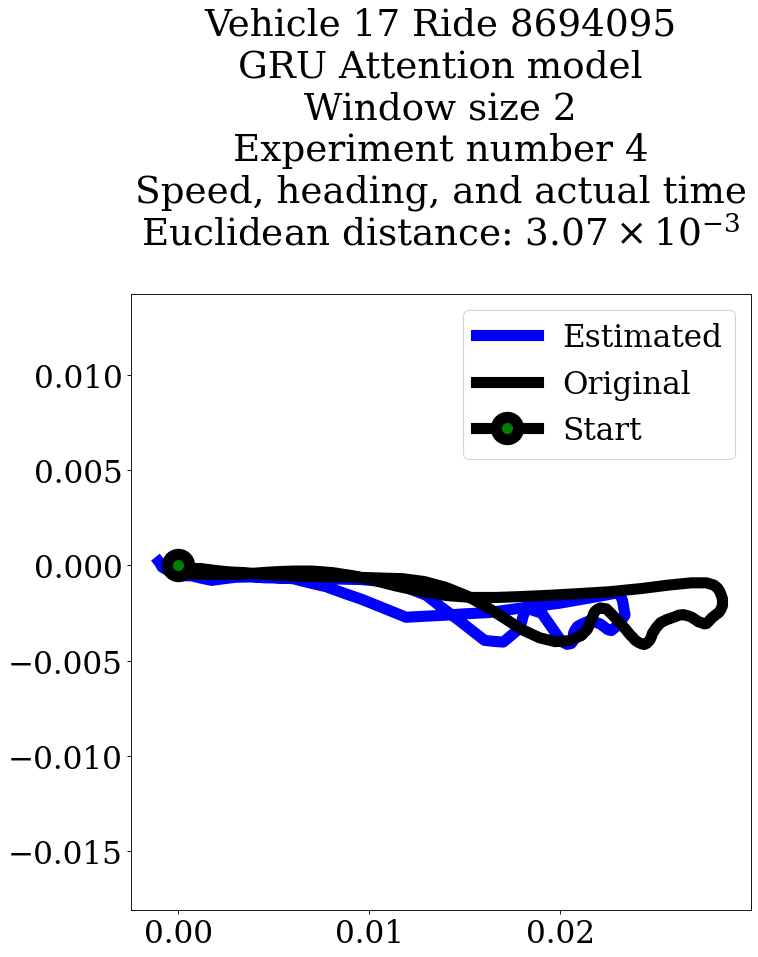 Vehicle 17 Ride 8694095
GRU Attention model
Window size 2
Experiment number 4
Speed, heading, and actual time
Euclidean distance: 3.07 × 10⁻³
Estimated
Original
Start
0.010
0.005
0.000
−0.005
−0.010
−0.015
0.00 0.01 0.02